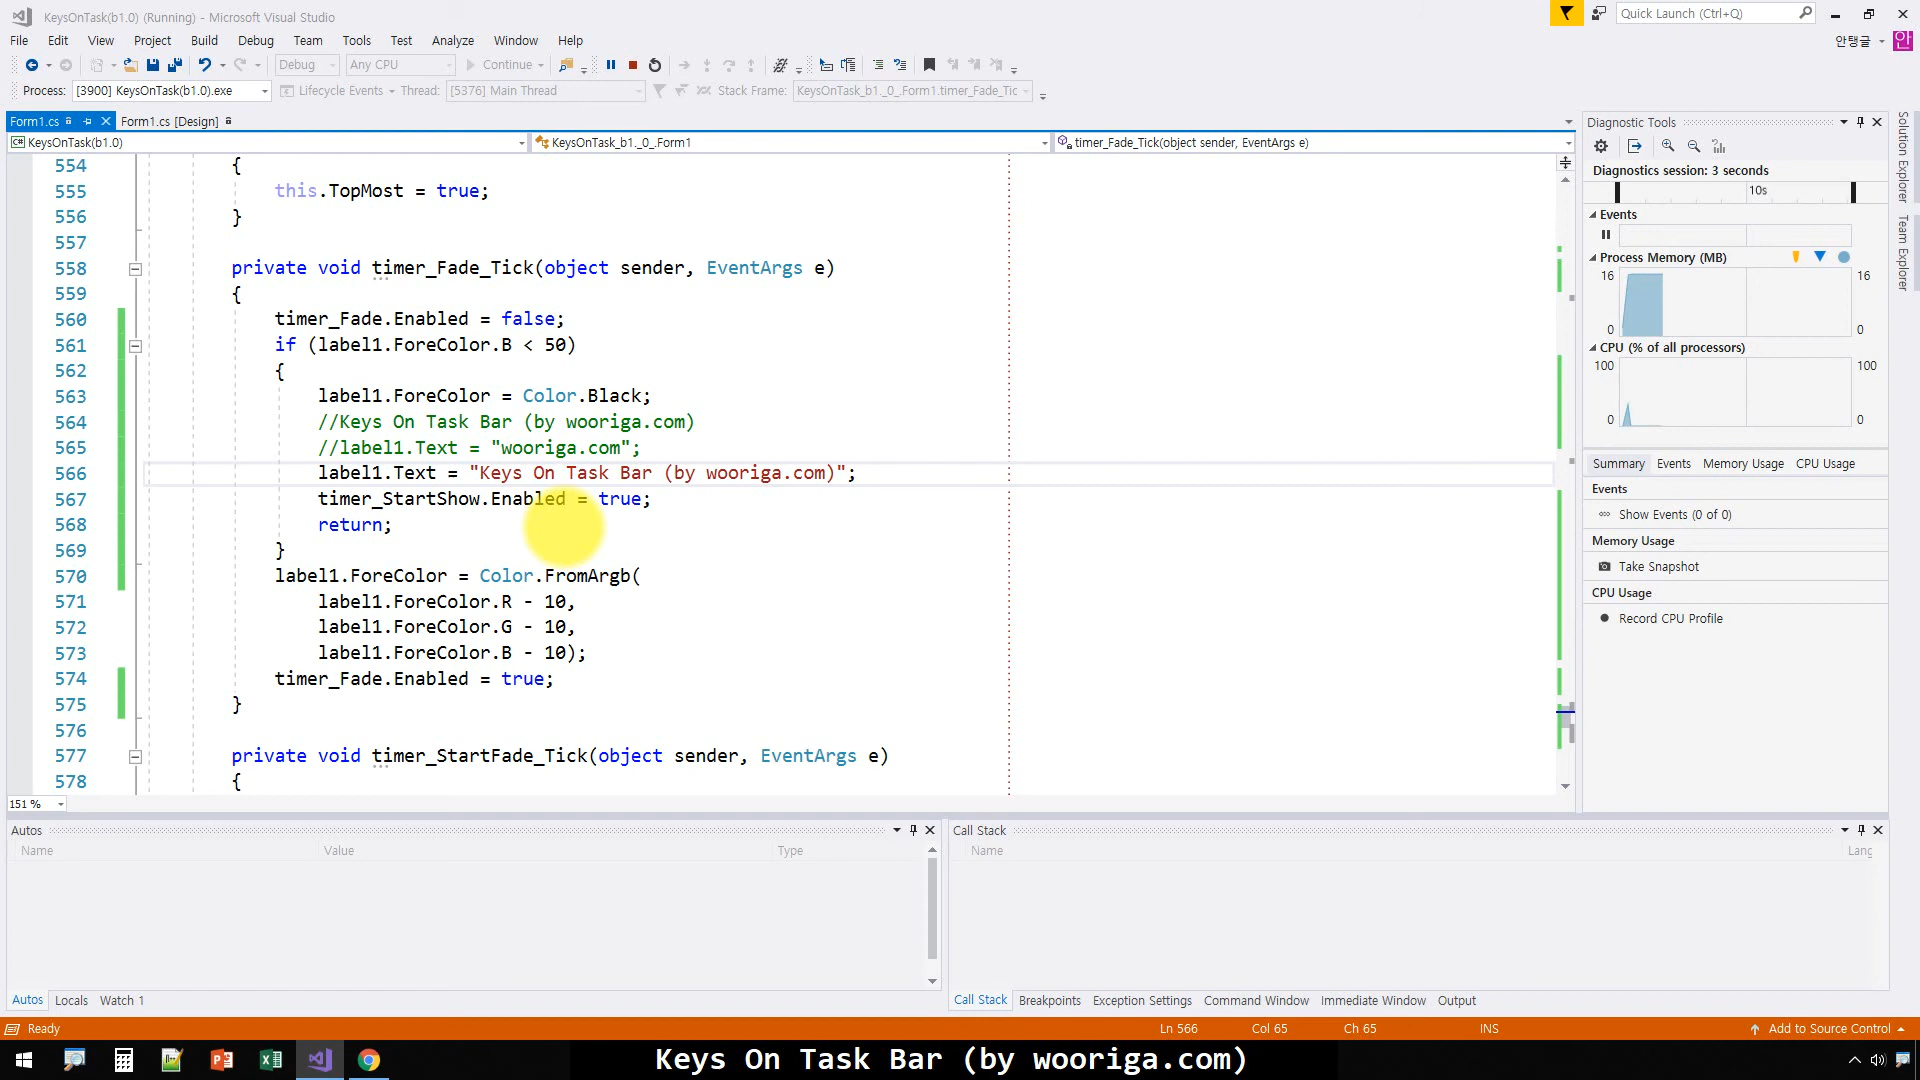 KeysOnTask(b1.0) (Running) - Microsoft Visual Studio
Quick Launch (Ctrl+Q)
File Edit View Project Build Debug Team Tools Test Analyze Window Help
안탱글 안
Debug Any CPU Continue
Process: [3900] KeysOnTask(b1.0).exe Lifecycle Events Thread: [5376] Main Thread Stack Frame: KeysOnTask_b1._0_.Form1.timer_Fade_Tic
Form1.cs Form1.cs [Design]
KeysOnTask(b1.0) KeysOnTask_b1._0_.Form1 timer_Fade_Tick(object sender, EventArgs e)
554 {
555 this.TopMost = true;
556 }
557
558 private void timer_Fade_Tick(object sender, EventArgs e)
559 {
560 timer_Fade.Enabled = false;
561 if (label1.ForeColor.B < 50)
562 {
563 label1.ForeColor = Color.Black;
564 //Keys On Task Bar (by wooriga.com)
565 //label1.Text = "wooriga.com";
566 label1.Text = "Keys On Task Bar (by wooriga.com)";
567 timer_StartShow.Enabled = true;
568 return;
569 }
570 label1.ForeColor = Color.FromArgb(
571 label1.ForeColor.R - 10,
572 label1.ForeColor.G - 10,
573 label1.ForeColor.B - 10);
574 timer_Fade.Enabled = true;
575 }
576
577 private void timer_StartFade_Tick(object sender, EventArgs e)
578 {
151 %
Diagnostic Tools
Diagnostics session: 3 seconds
10s
Events
Process Memory (MB)
16 16
0 0
CPU (% of all processors)
100 100
0 0
Summary Events Memory Usage CPU Usage
Events
Show Events (0 of 0)
Memory Usage
Take Snapshot
CPU Usage
Record CPU Profile
Solution Explorer
Team Explorer
Autos
Name Value Type
Autos Locals Watch 1
Call Stack
Name Lang
Call Stack Breakpoints Exception Settings Command Window Immediate Window Output
Ready Ln 566 Col 65 Ch 65 INS Add to Source Control
Keys On Task Bar (by wooriga.com)